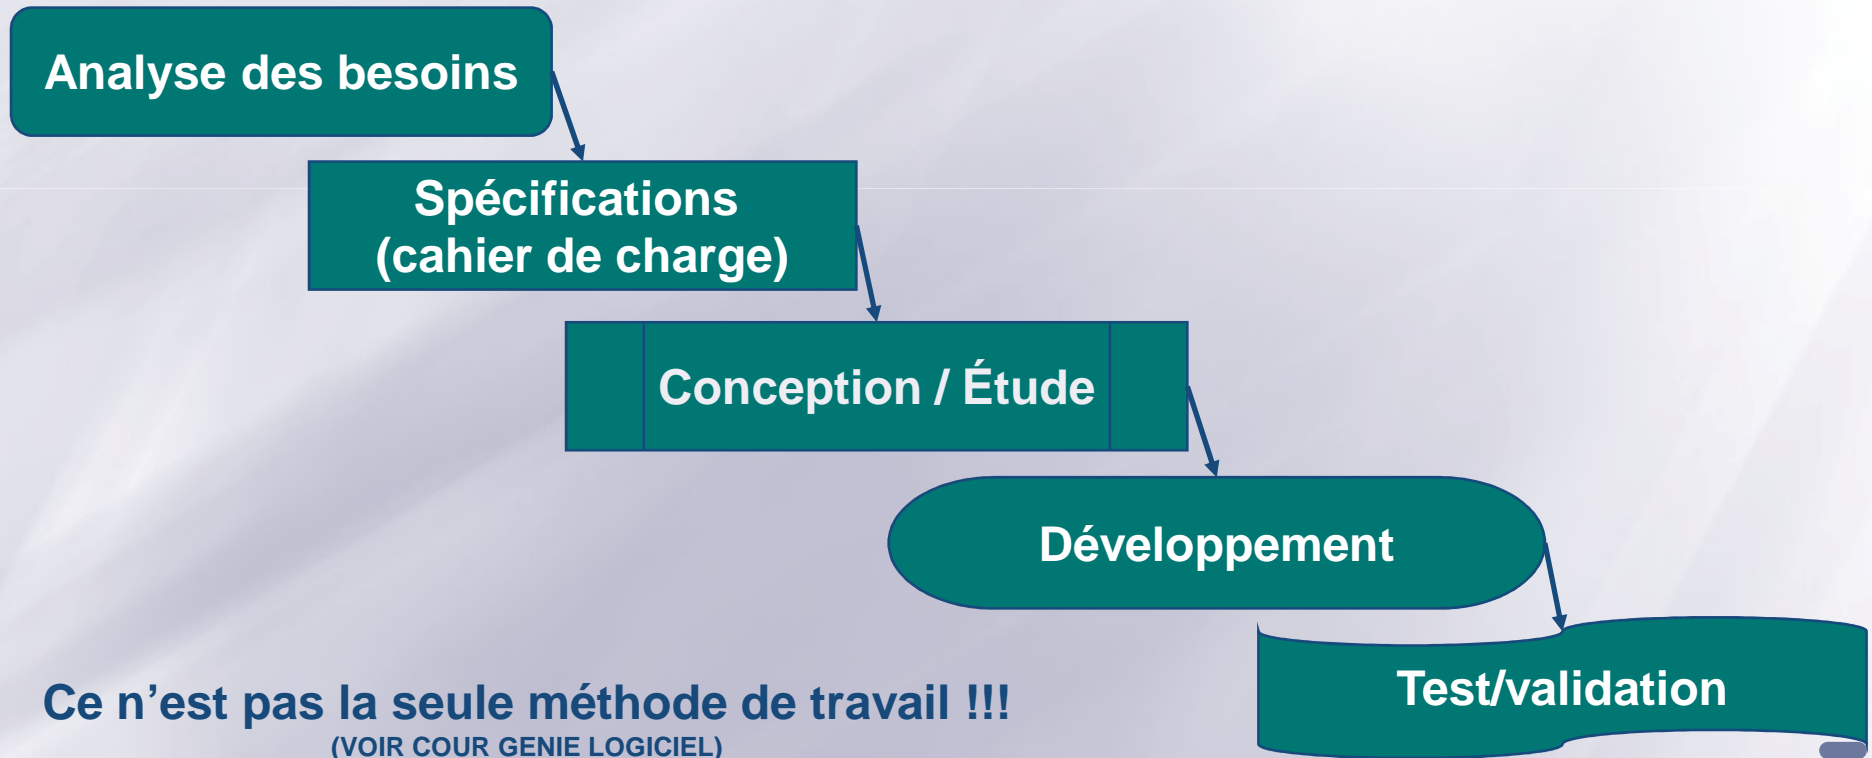 Analyse des besoins
Spécifications
(cahier de charge)
Conception / Étude
Développement
Test/validation
Ce n’est pas la seule méthode de travail !!!
(VOIR COUR GENIE LOGICIEL)